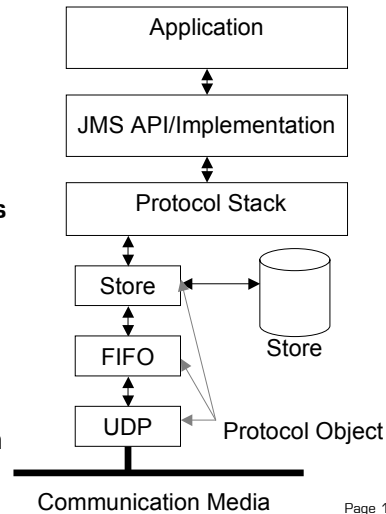 Application
JMS API/Implementation
s
Protocol Stack
Store
Store
FIFO
UDP
Protocol Object
Communication Media
Page 1